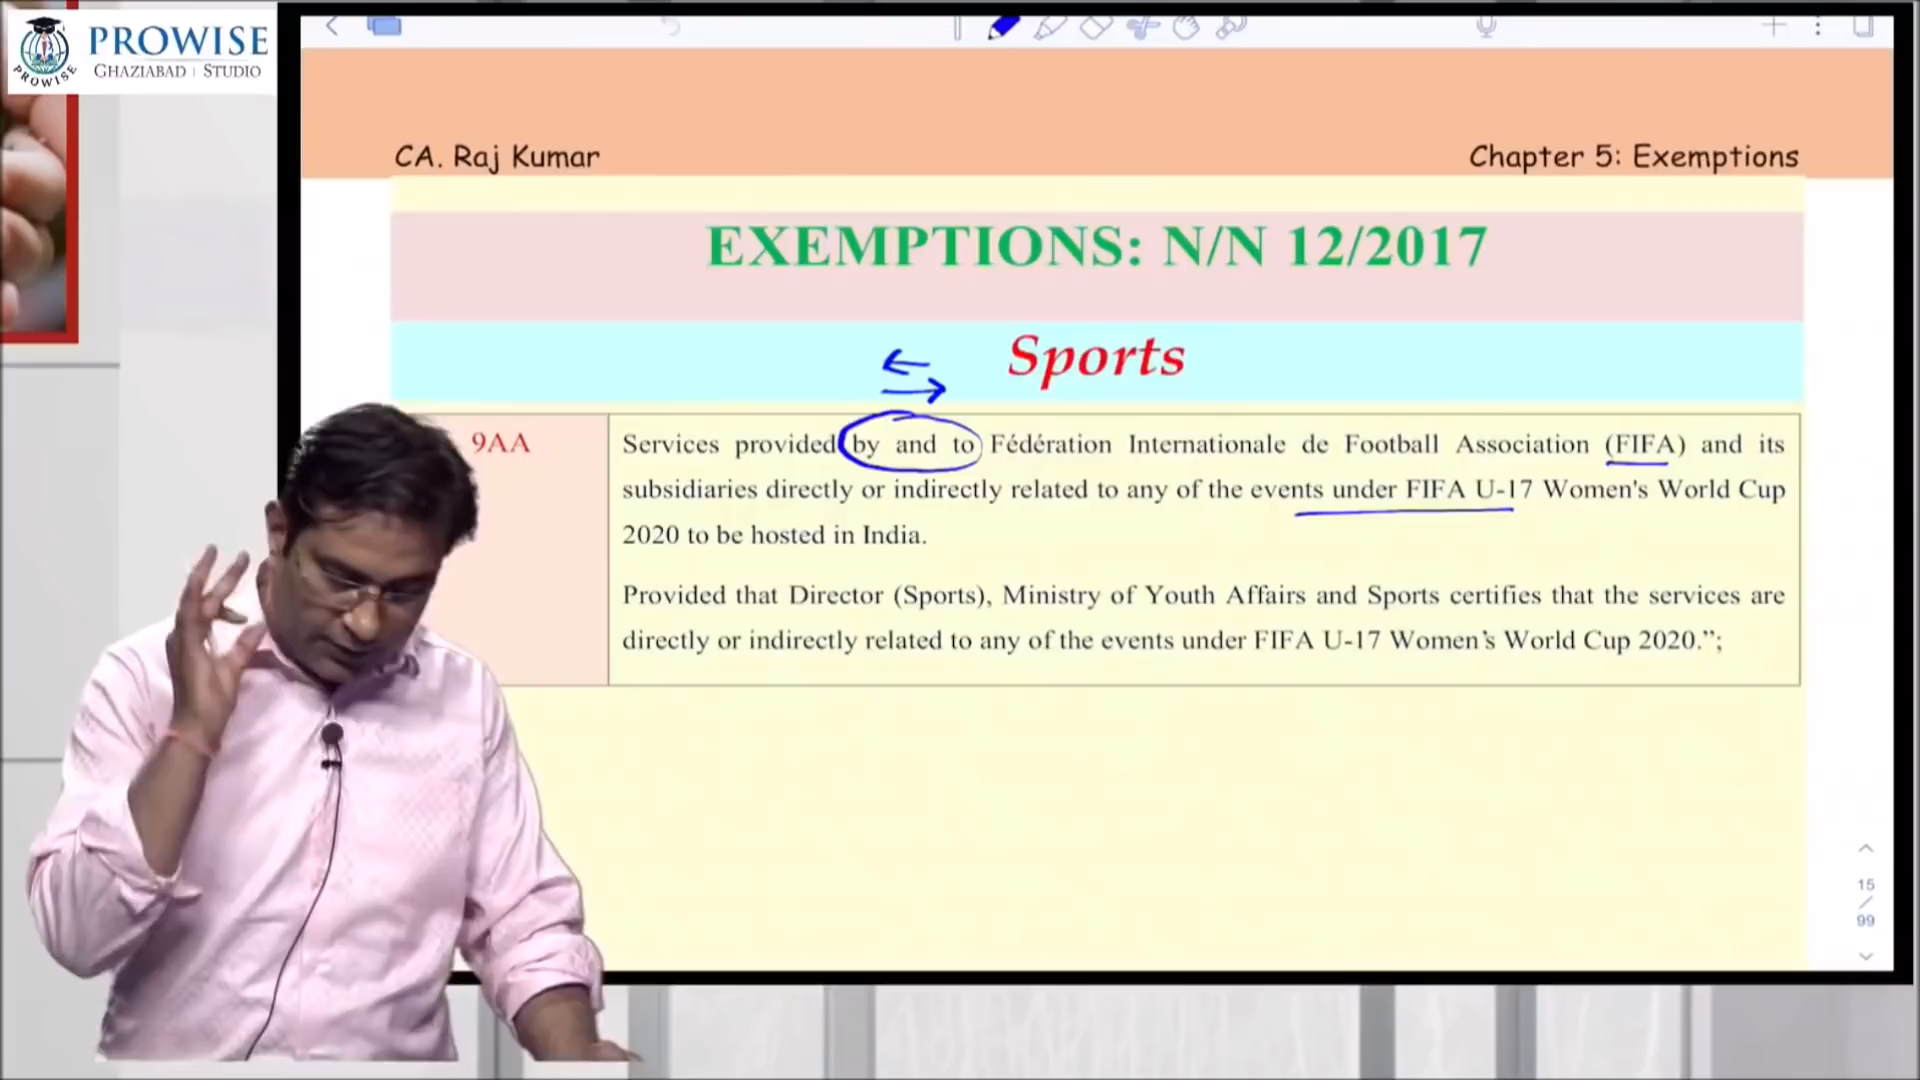 PROWISE
GHAZIABAD | STUDIO
PROWISE
CA. Raj Kumar
Chapter 5: Exemptions
EXEMPTIONS: N/N 12/2017
Sports
9AA
Services provided by and to Fédération Internationale de Football Association (FIFA) and its
subsidiaries directly or indirectly related to any of the events under FIFA U-17 Women's World Cup
2020 to be hosted in India.
Provided that Director (Sports), Ministry of Youth Affairs and Sports certifies that the services are
directly or indirectly related to any of the events under FIFA U-17 Women’s World Cup 2020.”;
15
/
99